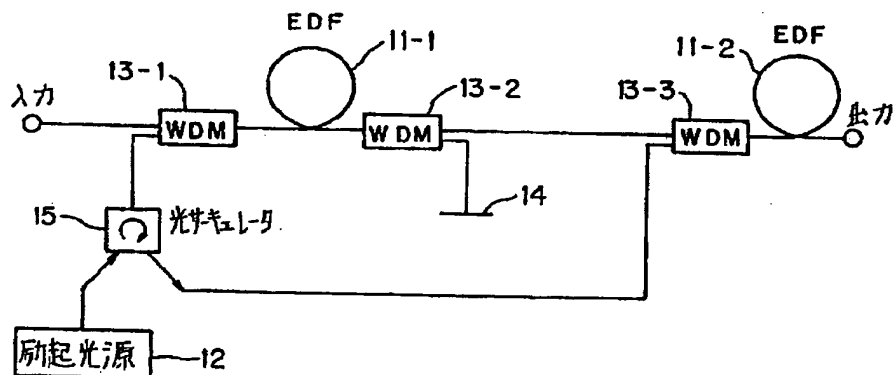 EDF
11-1
EDF
11-2
13-1
13-2
13-3
入力
WDM
WDM
WDM
出力
15
光サーキュレータ
14
励起光源
12